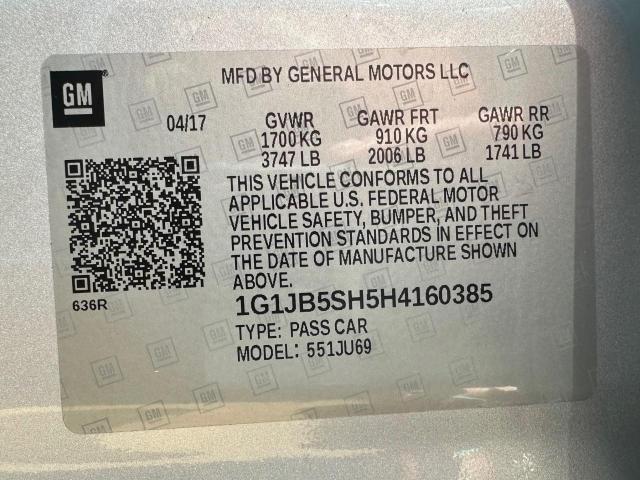 GM
MFD BY GENERAL MOTORS LLC
04/17
GVWR GAWR FRT GAWR RR
1700 KG 910 KG 790 KG
3747 LB 2006 LB 1741 LB
THIS VEHICLE CONFORMS TO ALL
APPLICABLE U.S. FEDERAL MOTOR
VEHICLE SAFETY, BUMPER, AND THEFT
PREVENTION STANDARDS IN EFFECT ON
THE DATE OF MANUFACTURE SHOWN
ABOVE.
636R
1G1JB5SH5H4160385
TYPE: PASS CAR
MODEL: 551JU69